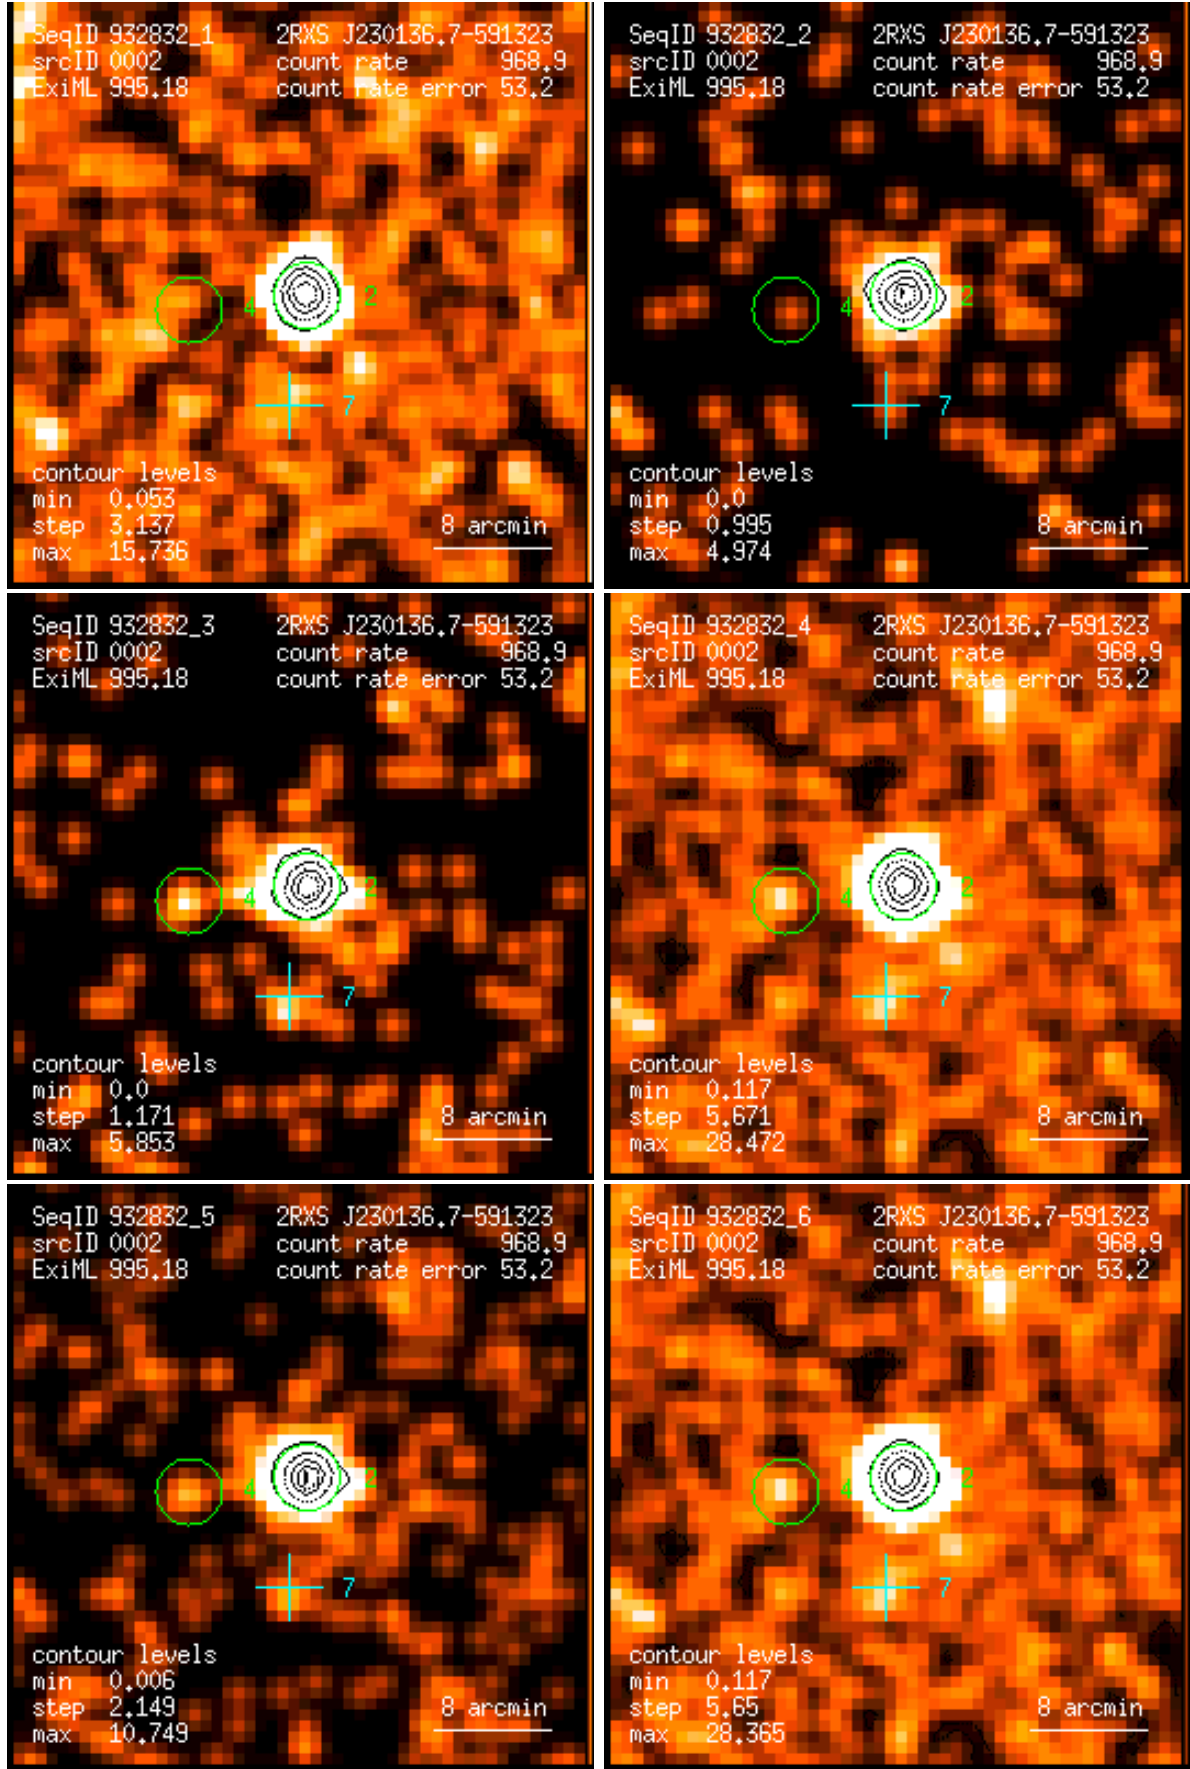 SeqID 932832_1 2RXS J230136.7-591323
srcID 0002 count rate 968.9
ExiML 995.18 count rate error 53.2
4 2
7
contour levels
min 0.053
step 3.137 8 arcmin
max 15.736
SeqID 932832_2 2RXS J230136.7-591323
srcID 0002 count rate 968.9
ExiML 995.18 count rate error 53.2
4 2
7
contour levels
min 0.0
step 0.995 8 arcmin
max 4.974
SeqID 932832_3 2RXS J230136.7-591323
srcID 0002 count rate 968.9
ExiML 995.18 count rate error 53.2
4 2
7
contour levels
min 0.0
step 1.171 8 arcmin
max 5.853
SeqID 932832_4 2RXS J230136.7-591323
srcID 0002 count rate 968.9
ExiML 995.18 count rate error 53.2
4 2
7
contour levels
min 0.117
step 5.671 8 arcmin
max 28.472
SeqID 932832_5 2RXS J230136.7-591323
srcID 0002 count rate 968.9
ExiML 995.18 count rate error 53.2
4 2
7
contour levels
min 0.006
step 2.149 8 arcmin
max 10.749
SeqID 932832_6 2RXS J230136.7-591323
srcID 0002 count rate 968.9
ExiML 995.18 count rate error 53.2
4 2
7
contour levels
min 0.117
step 5.65 8 arcmin
max 28.365